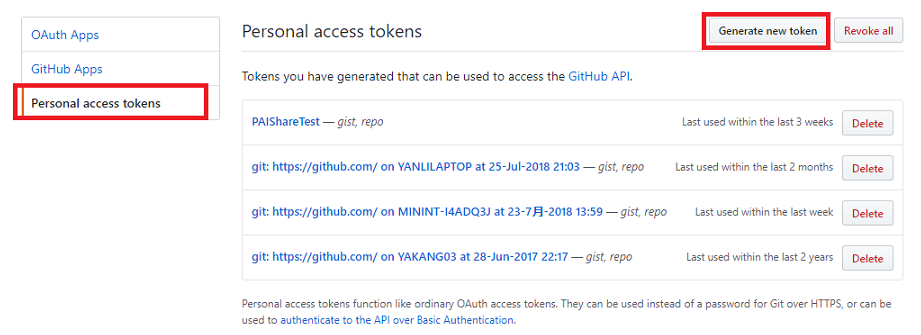 OAuth Apps
GitHub Apps
Personal access tokens
Personal access tokens
Generate new token
Revoke all
Tokens you have generated that can be used to access the GitHub API.
PAIShareTest — gist, repo Last used within the last 3 weeks Delete
git: https://github.com/ on YANLILAPTOP at 25-Jul-2018 21:03 — gist, repo Last used within the last 2 months Delete
git: https://github.com/ on MININT-I4ADQ3J at 23-7月-2018 13:59 — gist, repo Last used within the last week Delete
git: https://github.com/ on YAKANG03 at 28-Jun-2017 22:17 — gist, repo Last used within the last 2 years Delete
Personal access tokens function like ordinary OAuth access tokens. They can be used instead of a password for Git over HTTPS, or can be
used to authenticate to the API over Basic Authentication.